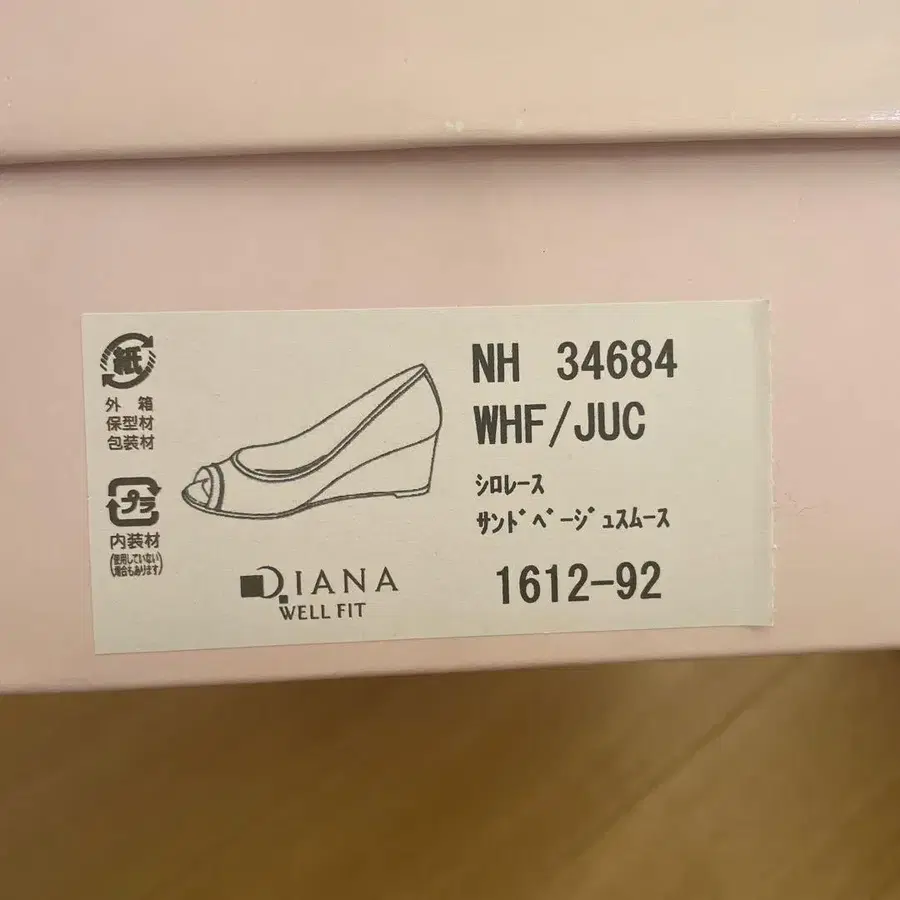 紙
外 箱
保型材
包装材
プラ
内装材
(使用していない
場合もあります)
DIANA
WELL FIT
NH 34684
WHF/JUC
ｼﾛﾚｰｽ
ｻﾝﾄﾞﾍﾞｰｼﾞｭｽﾑｰｽ
1612-92